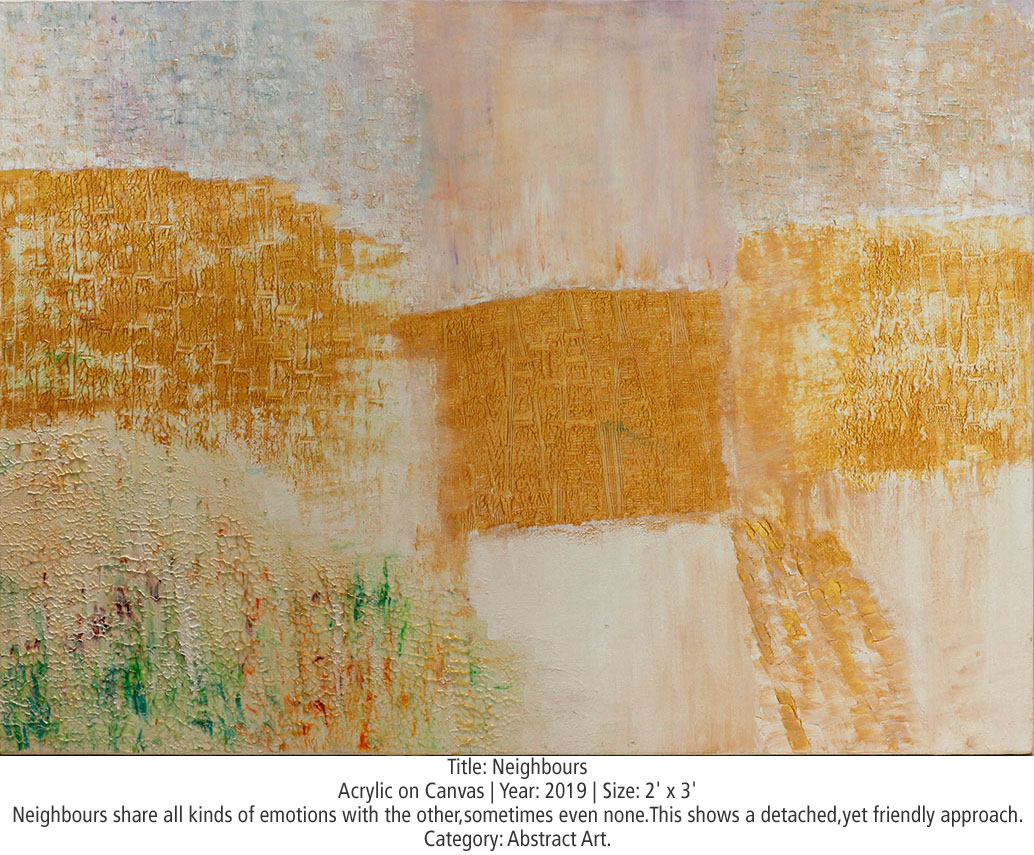 Title: Neighbours
Acrylic on Canvas | Year: 2019 | Size: 2' x 3'
Neighbours share all kinds of emotions with the other,sometimes even none.This shows a detached,yet friendly approach.
Category: Abstract Art.